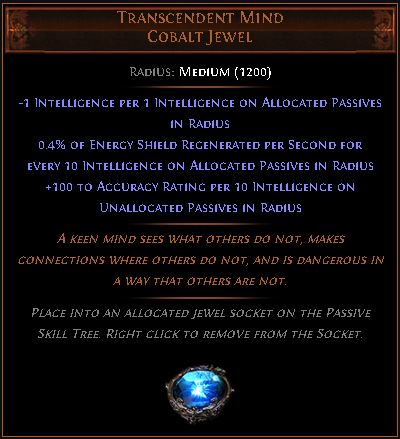 Transcendent Mind
Cobalt Jewel
Radius: Medium (1200)
-1 Intelligence per 1 Intelligence on Allocated Passives
in Radius
0.4% of Energy Shield Regenerated per Second for
every 10 Intelligence on Allocated Passives in Radius
+100 to Accuracy Rating per 10 Intelligence on
Unallocated Passives in Radius
A keen mind sees what others do not, makes
connections where others do not, and is dangerous in
a way that others are not.
Place into an allocated jewel socket on the Passive
Skill Tree. Right click to remove from the Socket.